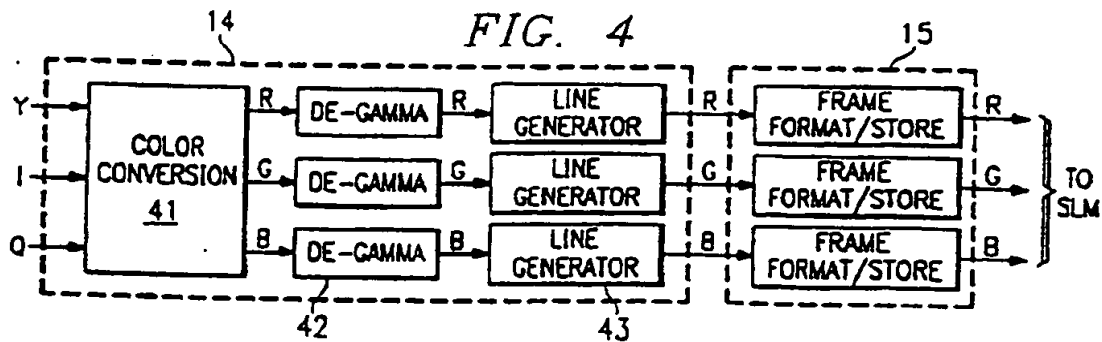 FIG. 4
14
15
Y
I
Q
COLOR
CONVERSION
41
R
DE-GAMMA
R
LINE
GENERATOR
R
FRAME
FORMAT/STORE
R
G
DE-GAMMA
G
LINE
GENERATOR
G
FRAME
FORMAT/STORE
G
B
DE-GAMMA
B
LINE
GENERATOR
B
FRAME
FORMAT/STORE
B
TO
SLM
42
43